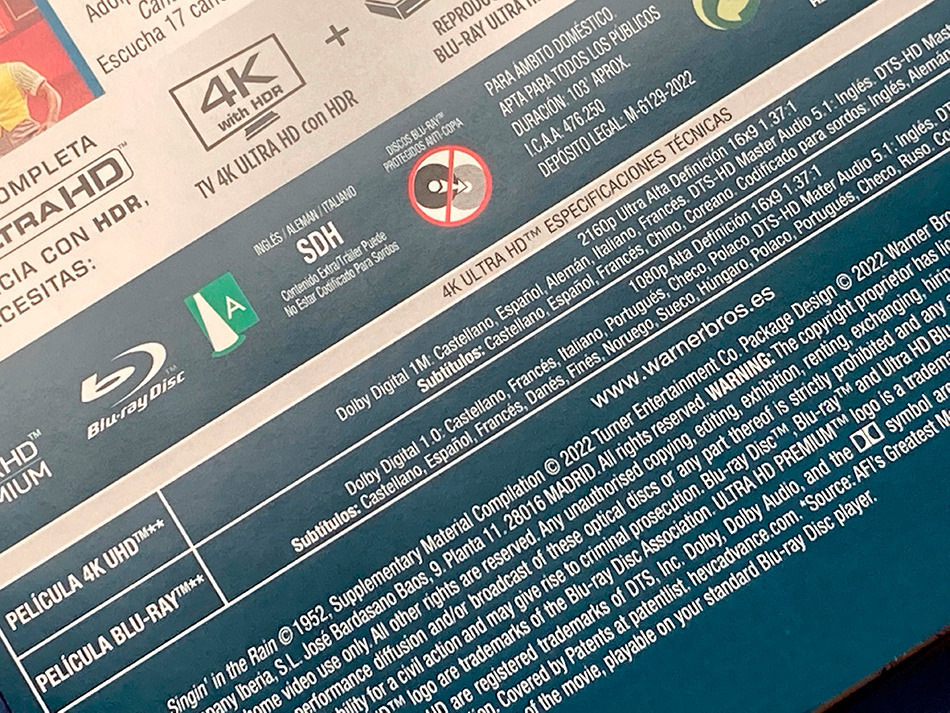 Escucha 17 canc
4K
with HDR
TV 4K ULTRA HD con HDR
+
REPRODUC
BLU-RAY ULTRA H
OMPLETA
TRA HD™
CIA CON HDR,
CESITAS:
PARA ÁMBITO DOMÉSTICO
APTA PARA TODOS LOS PÚBLICOS
DURACIÓN: 103' APROX.
I.C.A.A: 476-250
DEPÓSITO LEGAL: M-6129-2022
DISCOS BLU-RAY™
PROTEGIDOS ANTI-COPIA
INGLÉS / ALEMÁN / ITALIANO
SDH
Contenido Extra/Tráiler Puede
No Estar Codificado Para Sordos
A
Blu-ray Disc™
HD™
MIUM
4K ULTRA HD™ ESPECIFICACIONES TÉCNICAS
PELÍCULA 4K UHD™**
2160p Ultra Alta Definición 16x9 1.37:1
Dolby Digital 1M: Castellano, Español, Alemán, Italiano, Francés. DTS-HD Master Audio 5.1: Inglés. DTS-HD Mast
Subtítulos: Castellano, Español, Francés, Chino, Coreano. Codificado para sordos: Inglés, Alemá
PELÍCULA BLU-RAY™**
1080p Alta Definición 16x9 1.37:1
Dolby Digital 1.0: Castellano, Francés, Italiano, Portugués, Checo, Polaco. DTS-HD Mater Audio 5.1: Inglés.
Subtítulos: Castellano, Español, Francés, Danés, Finés, Noruego, Sueco, Húngaro, Polaco, Portugués, Checo, Ruso.
www.warnerbros.es
Singin' in the Rain © 1952, Supplementary Material Compilation © 2022 Turner Entertainment Co. Package Design © 2022 Warner Bro
pany Iberia, S.L. José Bardasano Baos, 9, Planta 11. 28016 MADRID. All rights reserved. WARNING: The copyright proprietor has
home video use only. All other rights are reserved. Any unauthorised copying, editing, exhibition, renting, exchanging, hir
performance diffusion and/or broadcast of these optical discs or any part thereof is strictly prohibited and any
bility for a civil action and may give rise to criminal prosecution. Blu-ray Disc™, Blu-ray™ and Ultra HD B
D™ logo are trademarks of the Blu-ray Disc Association. ULTRA HD PREMIUM™ logo is a tradem
HD are registered trademarks of DTS, Inc. Dolby, Dolby Audio, and the DD symbol a
on. Covered by Patents at patentlist. hevcadvance.com. *Source: AFI's Greatest
of the movie, playable on your standard Blu-ray Disc player.